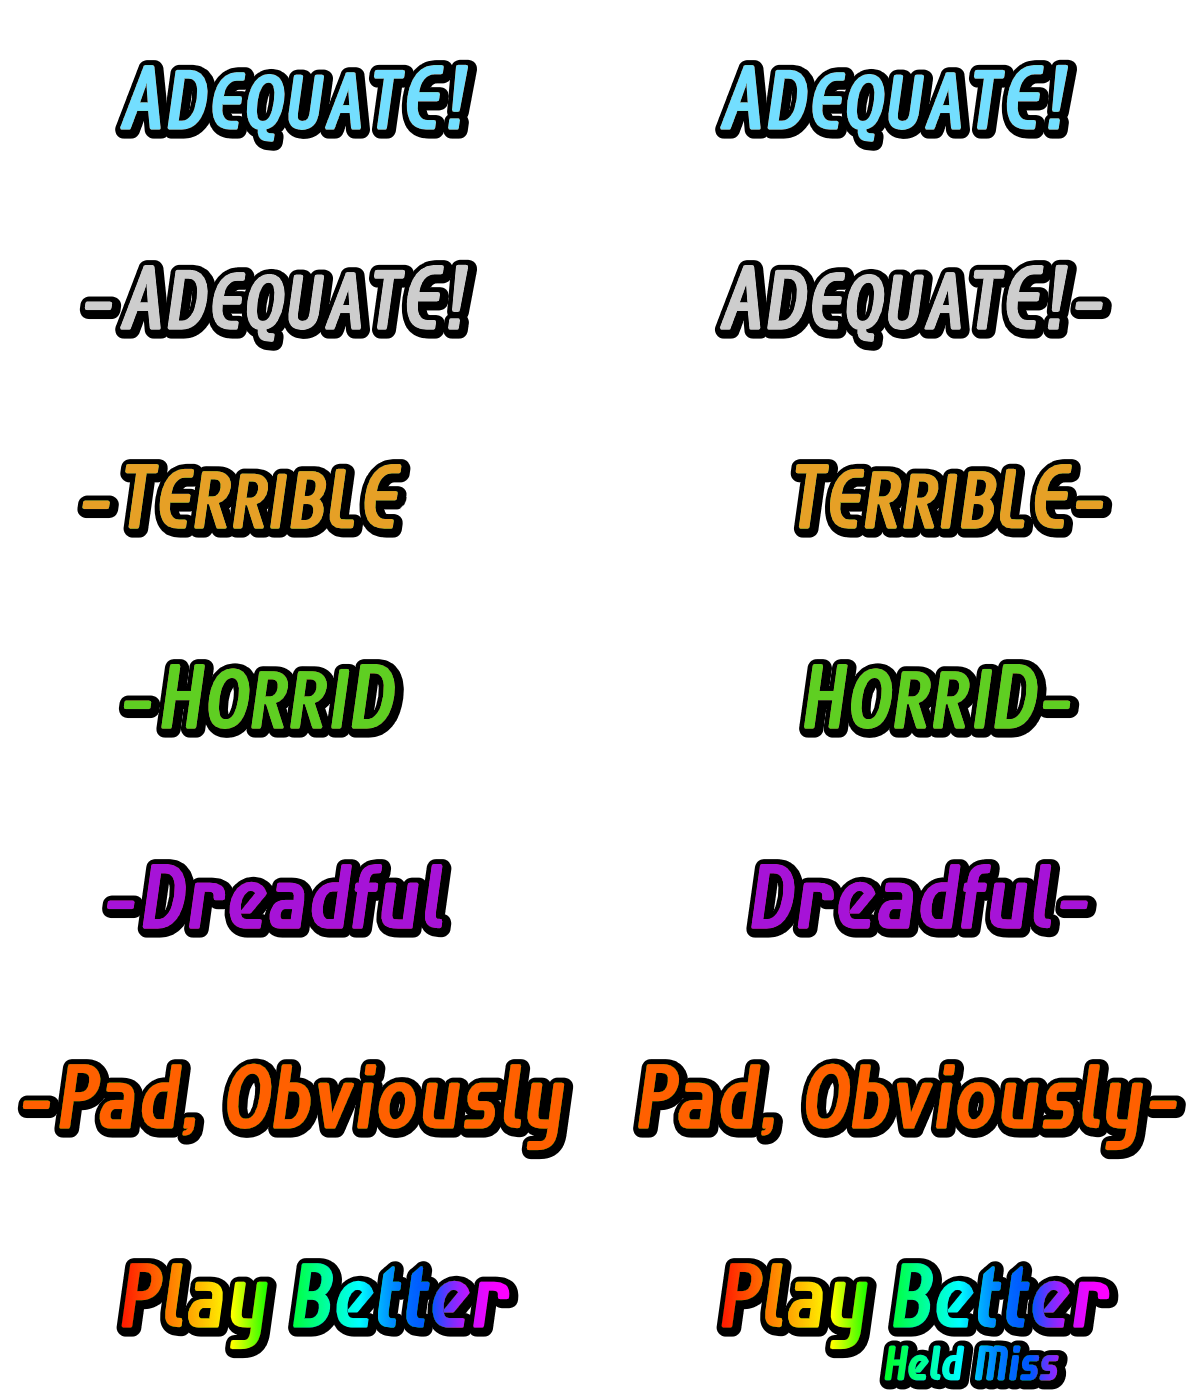 ADEQUATE! ADEQUATE!
-ADEQUATE! ADEQUATE!-
-TERRIBLE TERRIBLE-
-HORRID HORRID-
-Dreadful Dreadful-
-Pad, Obviously Pad, Obviously-
Play Better Play Better
Held Miss